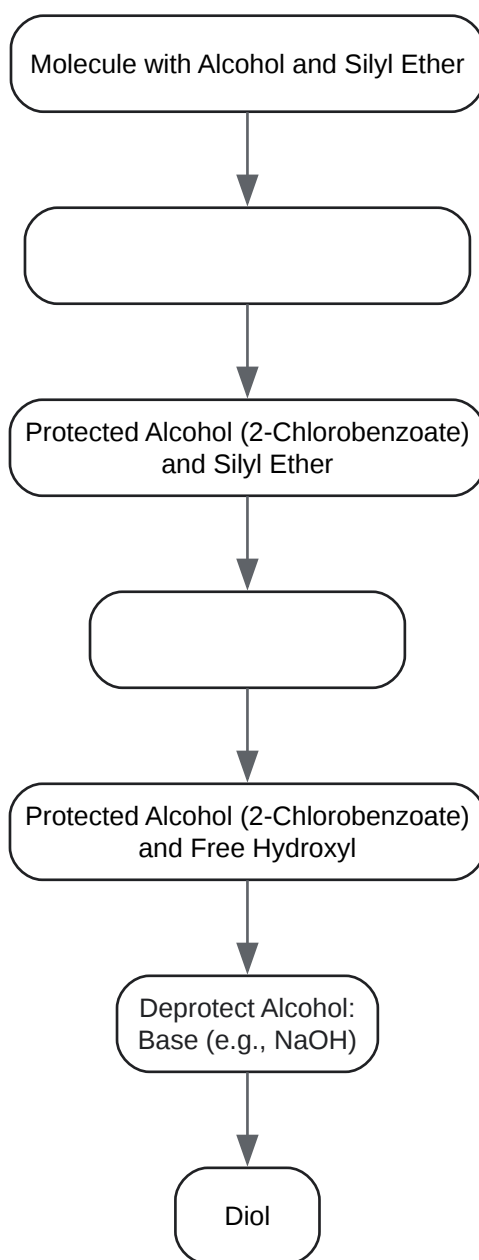 Molecule with Alcohol and Silyl Ether
Protected Alcohol (2-Chlorobenzoate)
and Silyl Ether
Protected Alcohol (2-Chlorobenzoate)
and Free Hydroxyl
Deprotect Alcohol:
Base (e.g., NaOH)
Diol